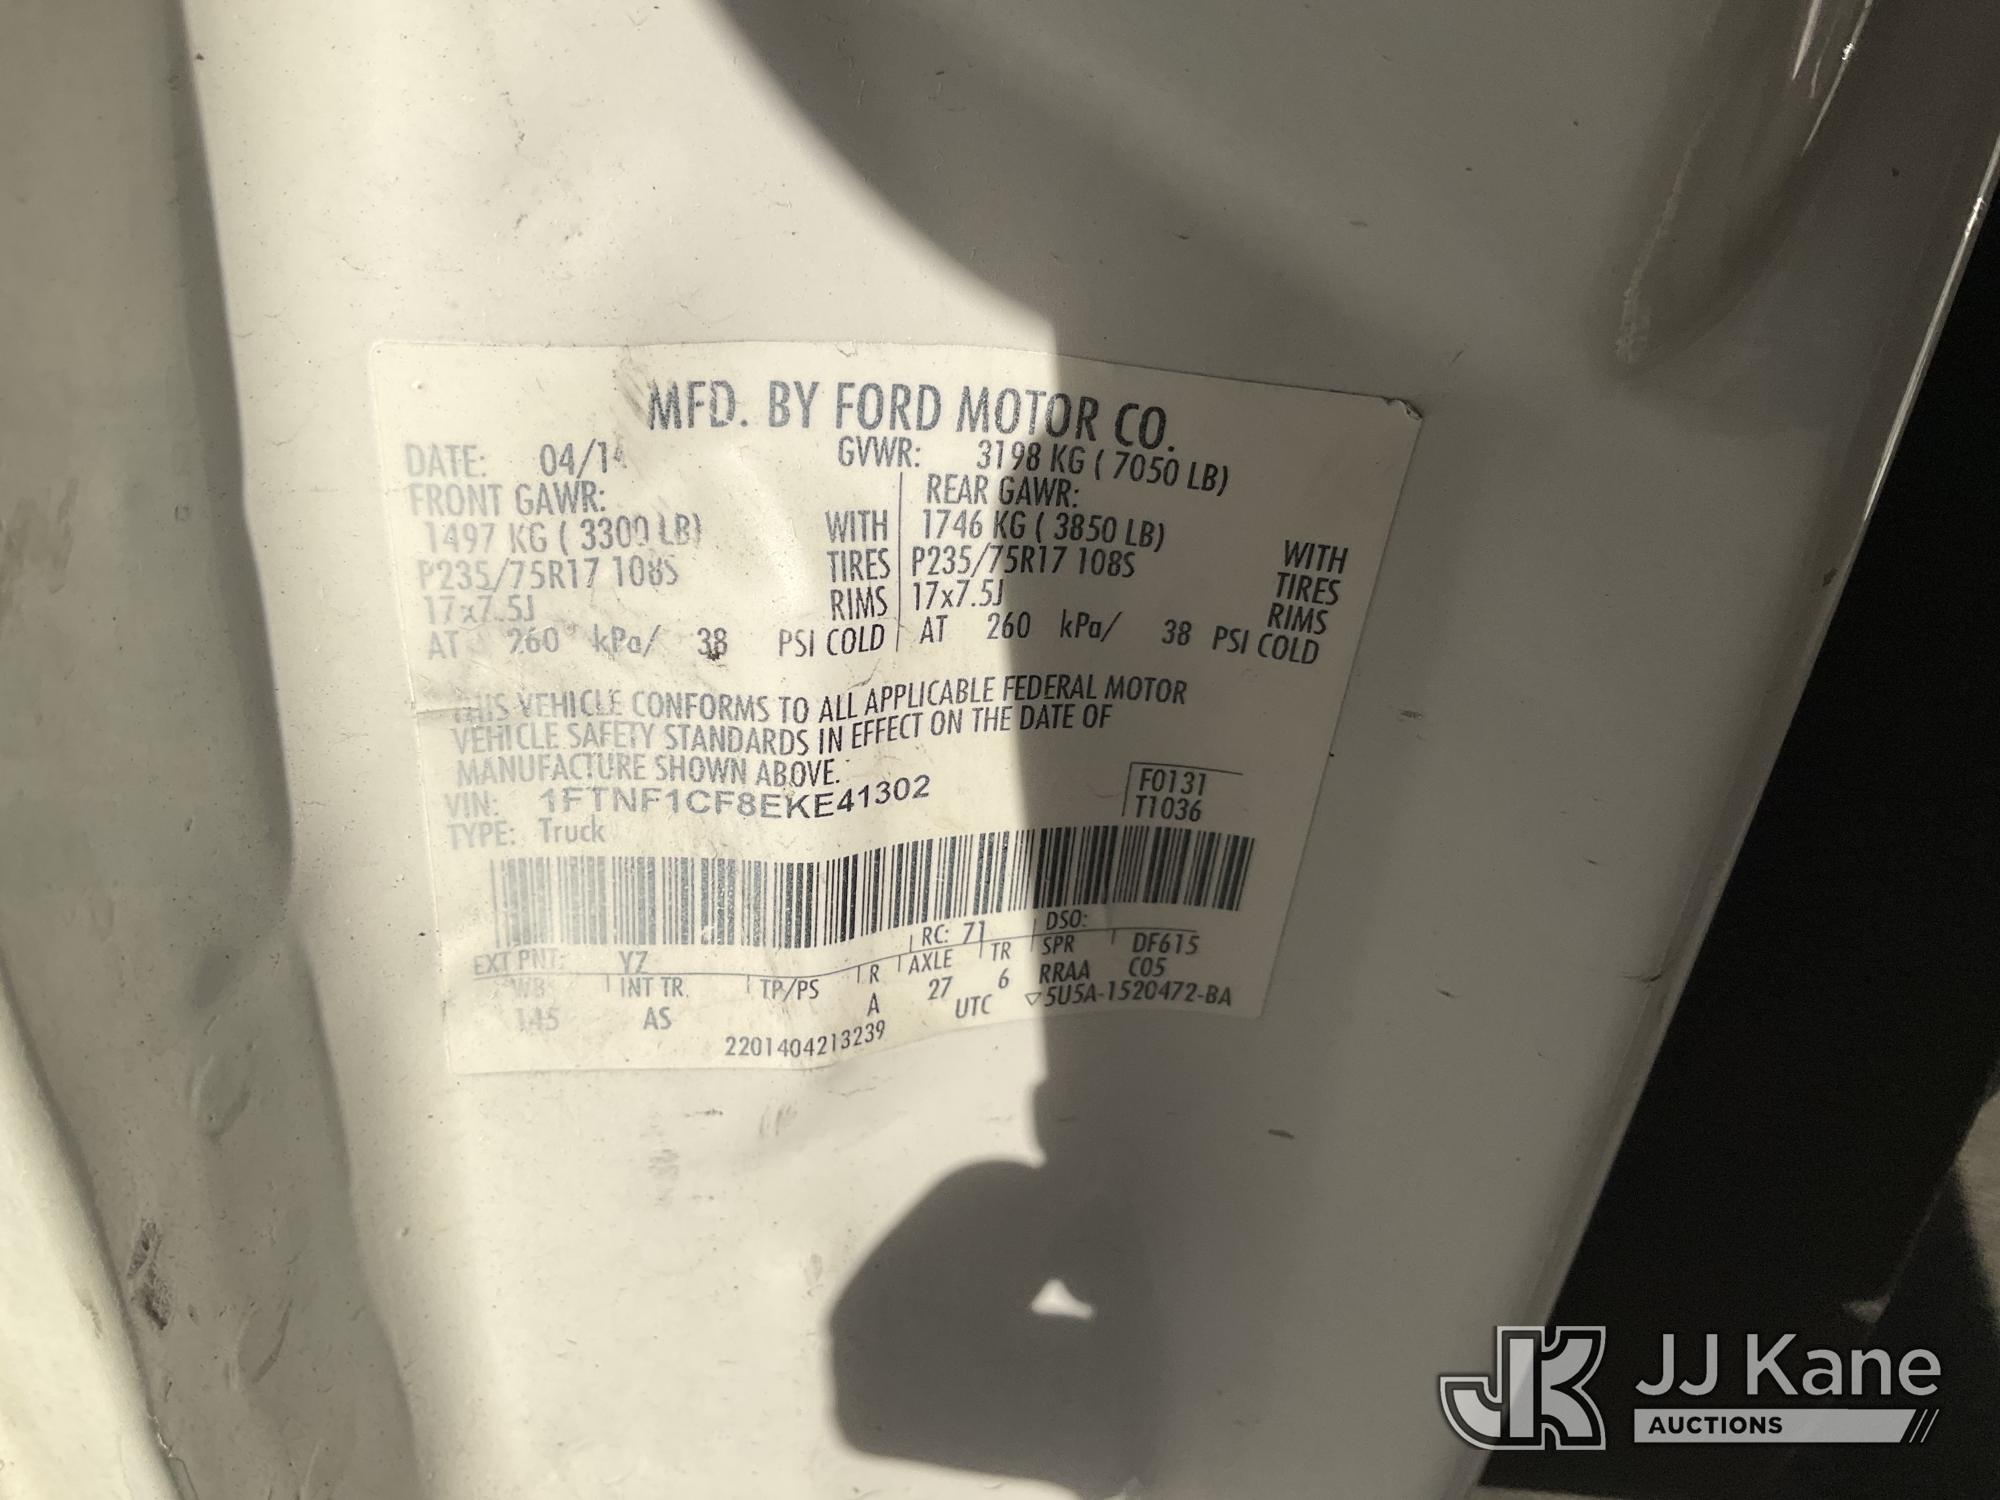 MFD. BY FORD MOTOR CO.
DATE: 04/14 GVWR: 3198 KG ( 7050 LB)
FRONT GAWR: REAR GAWR:
1497 KG ( 3300 LB) WITH 1746 KG ( 3850 LB) WITH
P235/75R17 108S TIRES P235/75R17 108S TIRES
17x7.5J RIMS 17x7.5J RIMS
AT 260 kPa/ 38 PSI COLD AT 260 kPa/ 38 PSI COLD
THIS VEHICLE CONFORMS TO ALL APPLICABLE FEDERAL MOTOR
VEHICLE SAFETY STANDARDS IN EFFECT ON THE DATE OF
MANUFACTURE SHOWN ABOVE.
VIN: 1FTNF1CF8EKE41302 F0131
TYPE: Truck T1036
EXT PNT: YZ RC: 71 DSO:
WB INT TR TP/PS R AXLE TR SPR DF615
145 AS A 27 6 RRAA C05
UTC ▽5U5A-1520472-BA
2201404213239
JK JJ Kane
AUCTIONS